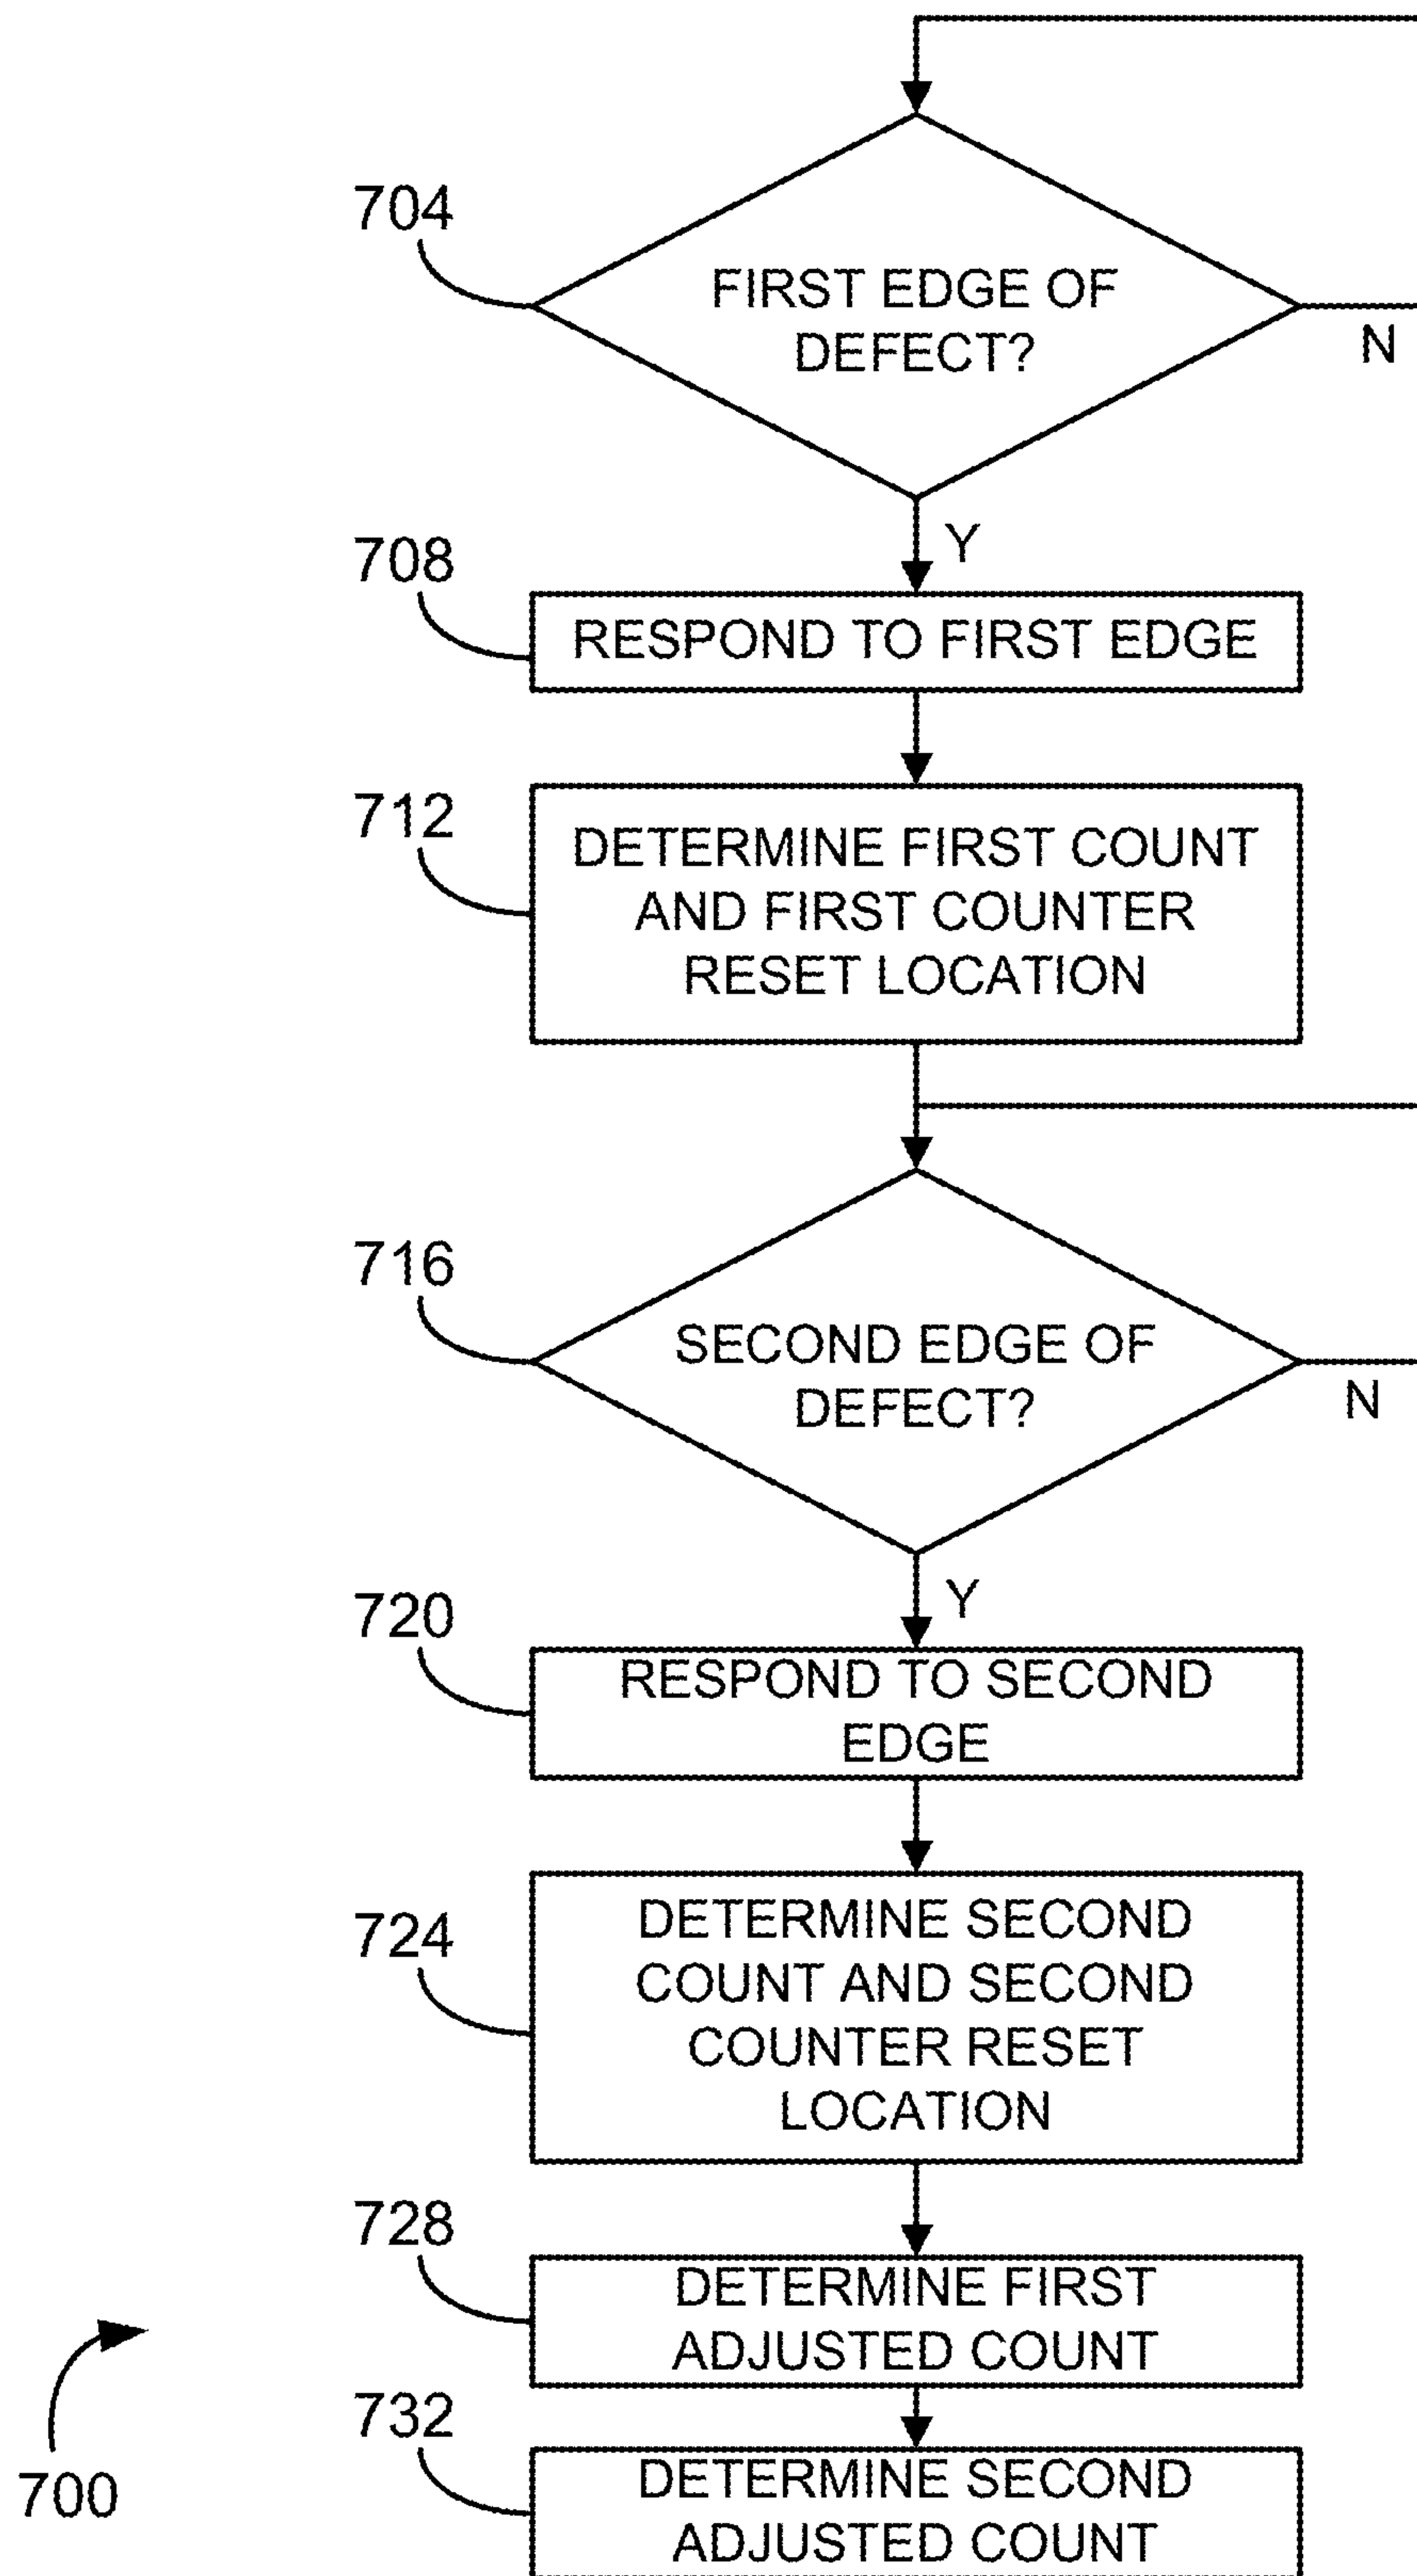 704
FIRST EDGE OF
DEFECT?
N
Y
708
RESPOND TO FIRST EDGE
712
DETERMINE FIRST COUNT
AND FIRST COUNTER
RESET LOCATION
716
SECOND EDGE OF
DEFECT?
N
Y
720
RESPOND TO SECOND
EDGE
724
DETERMINE SECOND
COUNT AND SECOND
COUNTER RESET
LOCATION
728
DETERMINE FIRST
ADJUSTED COUNT
732
DETERMINE SECOND
ADJUSTED COUNT
700